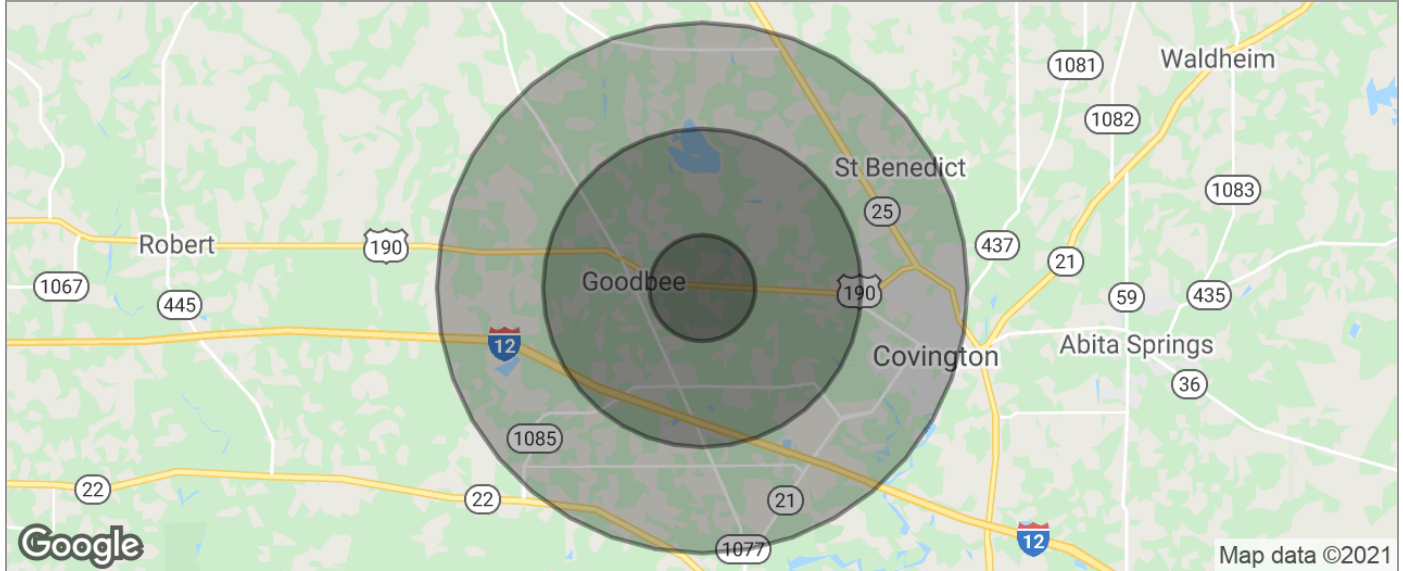 1081
Waldheim
1082
St Benedict
1083
25
Robert
190
437
21
Goodbee
1067
445
190
59
435
12
Covington
Abita Springs
36
1085
22
22
21
1077
12
Google
Map data ©2021